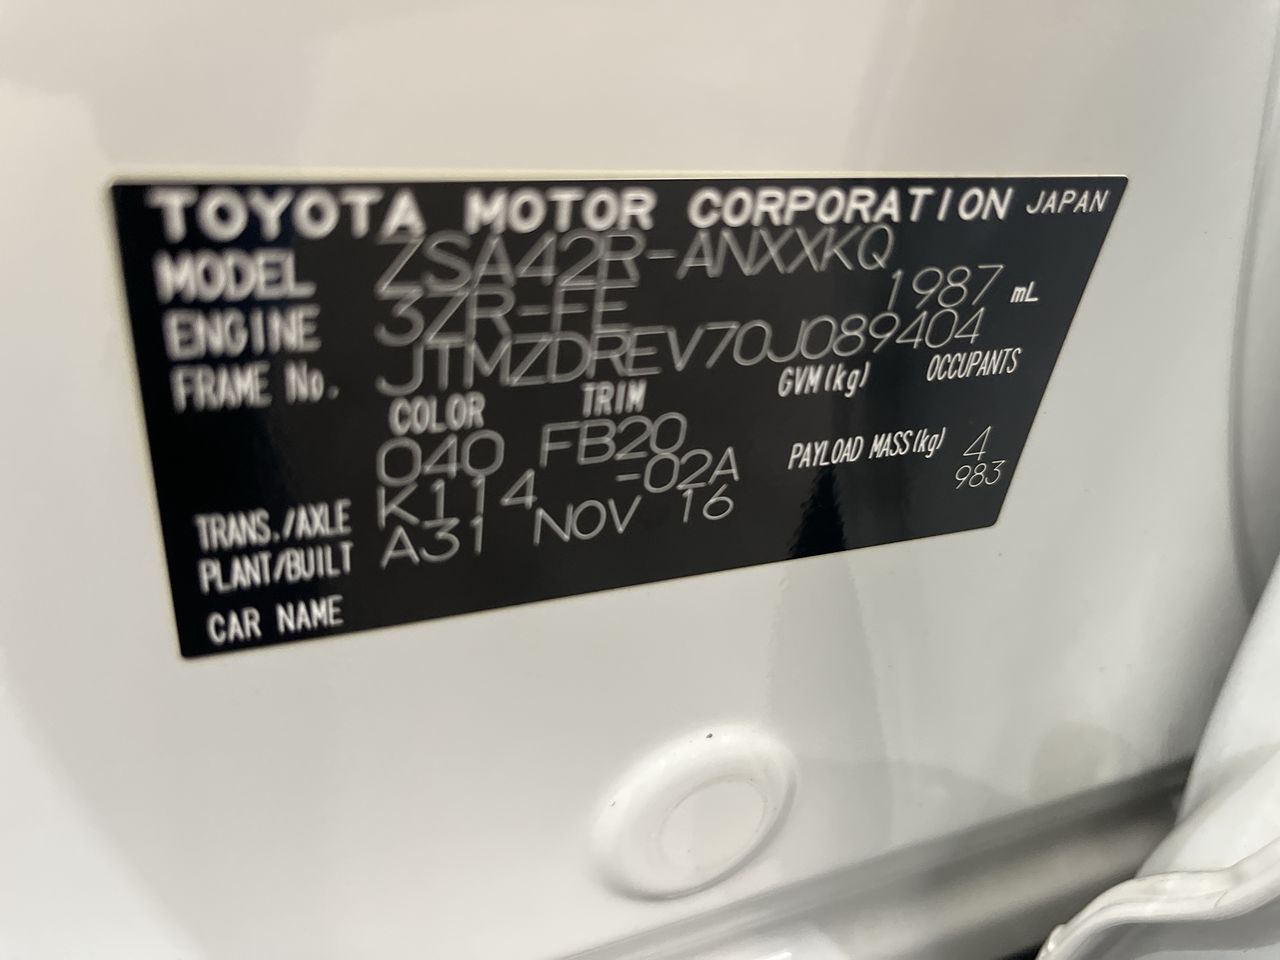 TOYOTA MOTOR CORPORATION JAPAN
MODEL ZSA42R-ANXXKQ
ENGINE 3ZR-FE 1987 mL
FRAME No. JTMZDREV70J089404
COLOR TRIM GVM(kg) OCCUPANTS
040 FB20
PAYLOAD MASS(kg) 4
TRANS./AXLE K114 -02A 983
PLANT/BUILT A31 NOV 16
CAR NAME